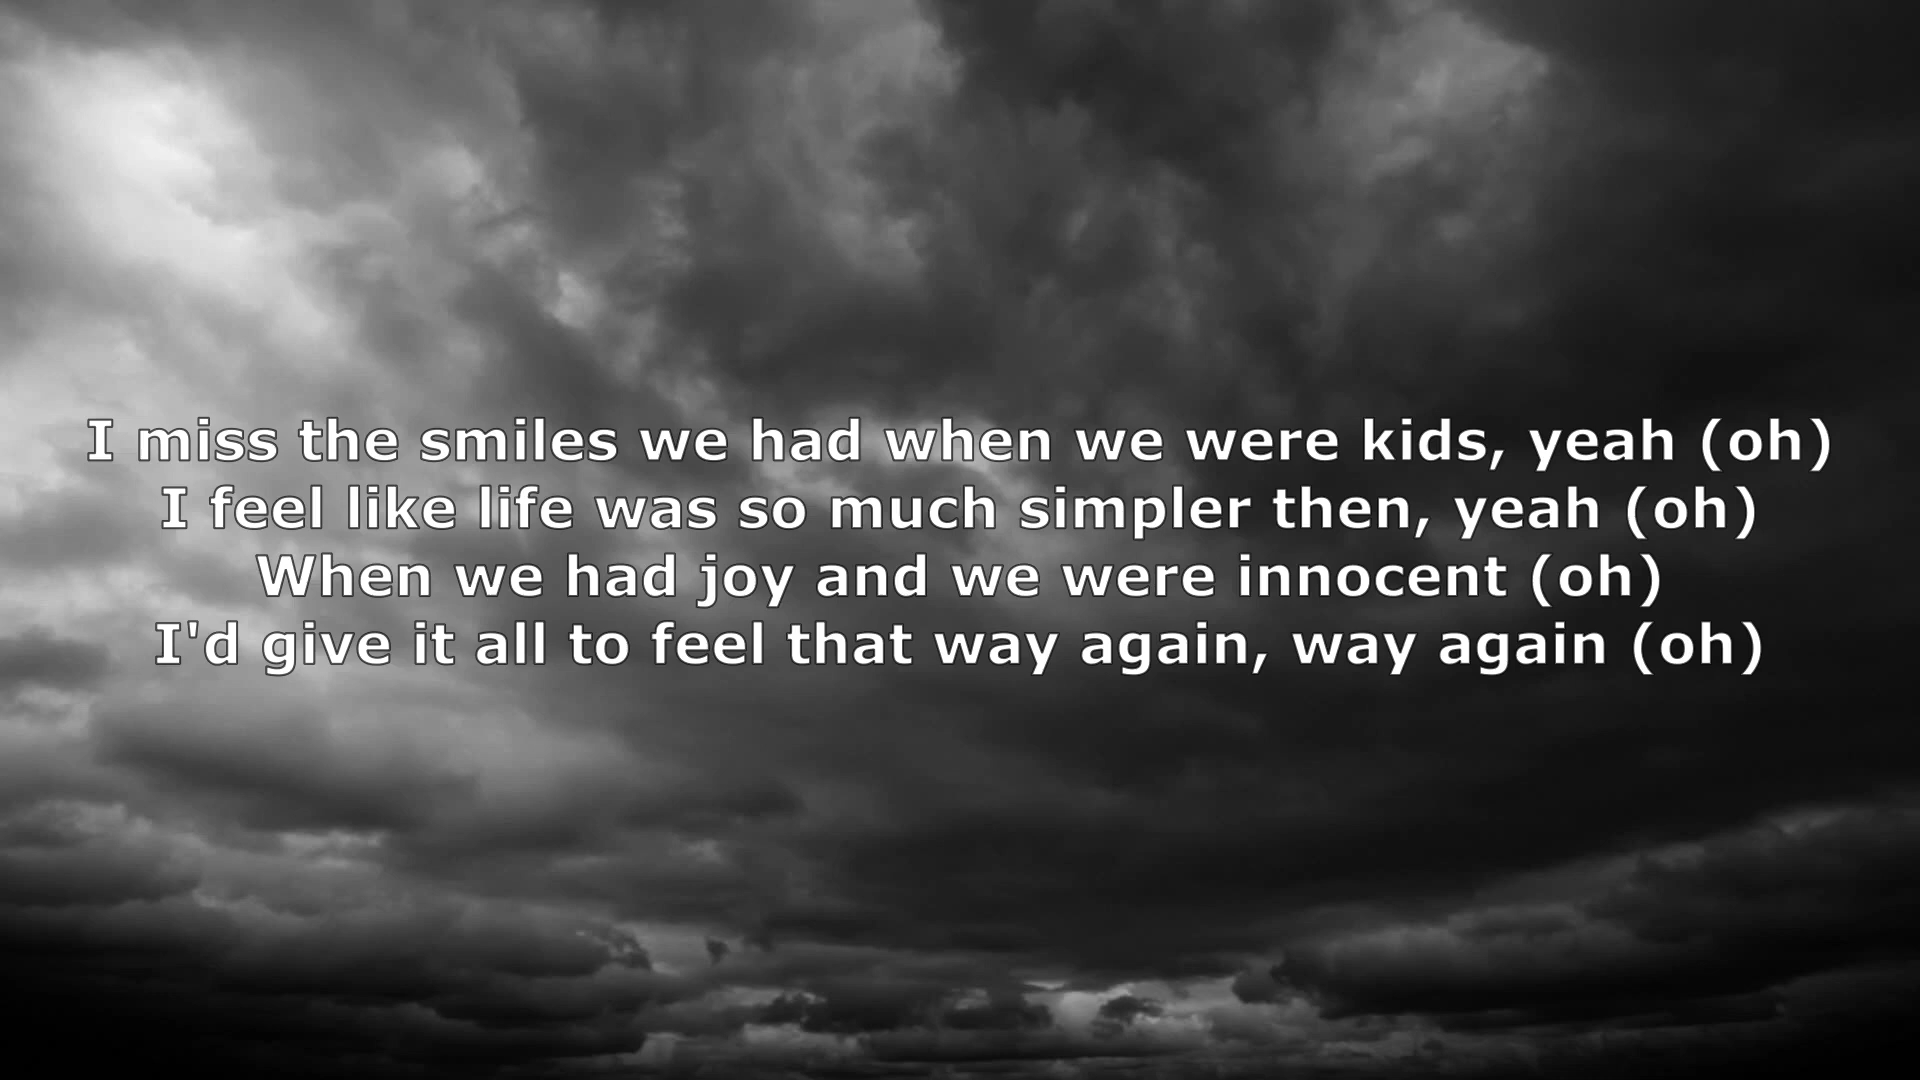 I miss the smiles we had when we were kids, yeah (oh)
I feel like life was so much simpler then, yeah (oh)
When we had joy and we were innocent (oh)
I'd give it all to feel that way again, way again (oh)